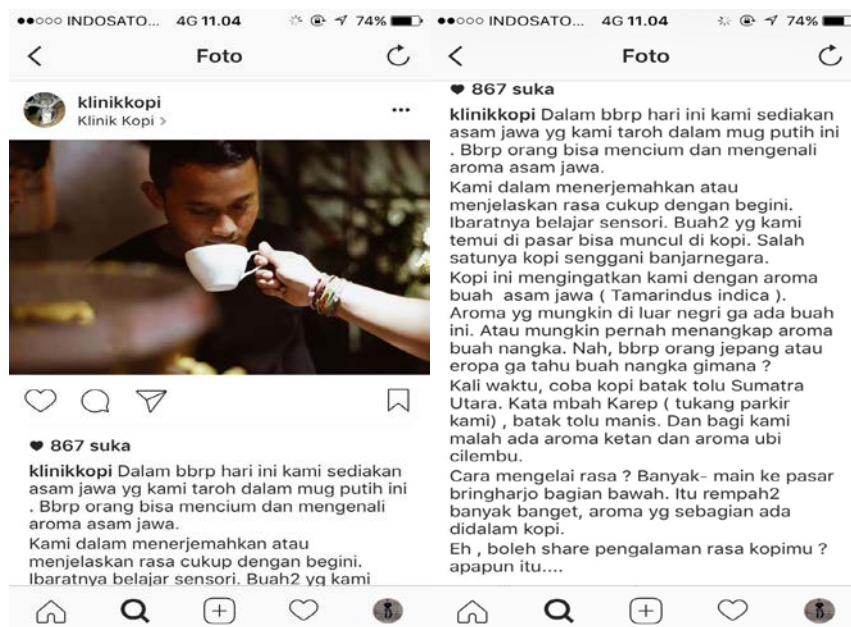 ●●○○○ INDOSATO... 4G 11.04 74%
Foto
klinikkopi
Klinik Kopi >
867 suka
klinikkopi Dalam bbrp hari ini kami sediakan
asam jawa yg kami taroh dalam mug putih ini
. Bbrp orang bisa mencium dan mengenali
aroma asam jawa.
Kami dalam menerjemahkan atau
menjelaskan rasa cukup dengan begini.
Ibaratnya belajar sensori. Buah2 yg kami
●●○○○ INDOSATO... 4G 11.04 74%
Foto
867 suka
klinikkopi Dalam bbrp hari ini kami sediakan
asam jawa yg kami taroh dalam mug putih ini
. Bbrp orang bisa mencium dan mengenali
aroma asam jawa.
Kami dalam menerjemahkan atau
menjelaskan rasa cukup dengan begini.
Ibaratnya belajar sensori. Buah2 yg kami
temui di pasar bisa muncul di kopi. Salah
satunya kopi senggani banjarnegara.
Kopi ini mengingatkan kami dengan aroma
buah asam jawa ( Tamarindus indica ).
Aroma yg mungkin di luar negri ga ada buah
ini. Atau mungkin pernah menangkap aroma
buah nangka. Nah, bbrp orang jepang atau
eropa ga tahu buah nangka gimana ?
Kali waktu, coba kopi batak tolu Sumatra
Utara. Kata mbah Karep ( tukang parkir
kami) , batak tolu manis. Dan bagi kami
malah ada aroma ketan dan aroma ubi
cilembu.
Cara mengelai rasa ? Banyak- main ke pasar
bringharjo bagian bawah. Itu rempah2
banyak banget, aroma yg sebagian ada
didalam kopi.
Eh , boleh share pengalaman rasa kopimu ?
apapun itu....